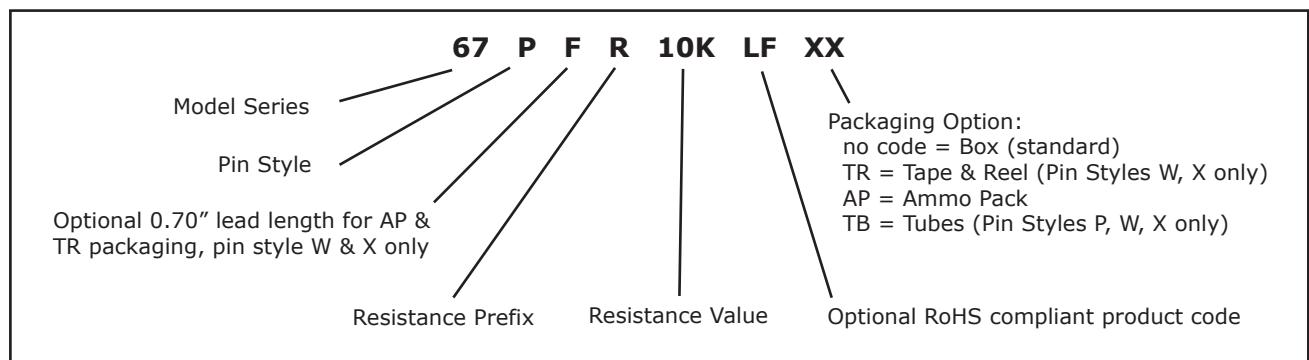 67 P F R 10K LF XX
Model Series
Pin Style
Optional 0.70″ lead length for AP &
TR packaging, pin style W & X only
Resistance Prefix
Resistance Value
Packaging Option:
no code = Box (standard)
TR = Tape & Reel (Pin Styles W, X only)
AP = Ammo Pack
TB = Tubes (Pin Styles P, W, X only)
Optional RoHS compliant product code